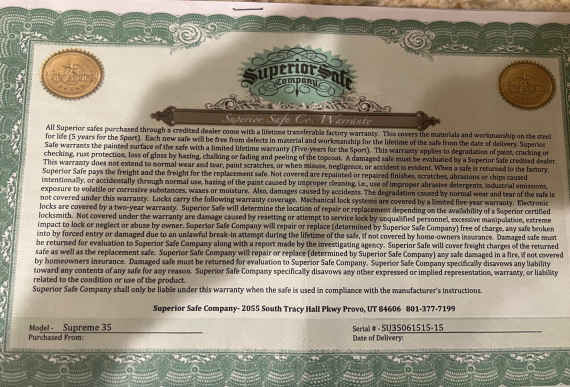 Superior Safe
Company
Superior Safe Co. Warranty
All Superior safes purchased through a credited dealer come with a lifetime transferable factory warranty. This covers the materials and workmanship on the steel
for life (5 years for the Sport). Each new safe will be free from defects in material and workmanship for the lifetime of the safe from the date of delivery. Superior
Safe warrants the painted surface of the safe with a limited lifetime warranty (Five-years for the Sport). This warranty applies to degradation of paint, cracking or
checking, rust protection, loss of gloss by hazing, chalking or fading and peeling of the topcoat. A damaged safe must be evaluated by a Superior Safe credited dealer
This warranty does not extend to normal wear and tear, paint scratches, or when misuse, negligence, or accident is evident. When a safe is returned to the factory,
Superior Safe pays the freight and the freight for the replacement safe. Not covered are repainted or repaired finishes, scratches, abrasions or chips caused
intentionally, or accidentally through normal use, hazing of the paint caused by improper cleaning, i.e., use of improper abrasive detergents, industrial emissions,
exposure to volatile or corrosive substances, waxes or moisture. Also, damages caused by accidents. The degradation caused by normal wear and tear of the safe is
not covered under this warranty. Locks carry the following warranty coverage. Mechanical lock systems are covered by a limited five-year warranty. Electronic
locks are covered by a two-year warranty. Superior Safe will determine the location of repair or replacement depending on the availability of a Superior certified
locksmith. Not covered under the warranty are damage caused by resetting or attempt to service lock by unqualified personnel, excessive manipulation, extreme
impact to lock or neglect or abuse by owner. Superior Safe Company will repair or replace (determined by Superior Safe Company) free of charge, any safe broken
into by forced entry or damaged due to an unlawful break-in attempt during the lifetime of the safe, if not covered by home-owners insurance. Damaged safe must
be returned for evaluation to Superior Safe Company along with a report made by the investigating agency. Superior Safe will cover freight charges of the returned
safe as well as the replacement safe. Superior Safe Company will repair or replace (determined by Superior Safe Company) any safe damaged in a fire, if not covered
by homeowners insurance. Damaged safe must be returned for evaluation to Superior Safe Company. Superior Safe Company specifically disavows any liability
toward any contents of any safe for any reason. Superior Safe Company specifically disavows any other expressed or implied representation, warranty, or liability
related to the condition or use of the product.
Superior Safe Company shall only be liable under this warranty when the safe is used in compliance with the manufacturer's instructions.
Superior Safe Company- 2055 South Tracy Hall Pkwy Provo, UT 84606 801-377-7199
Model - Supreme 35
Serial # - SU35061515-15
Purchased From:
Date of Delivery: